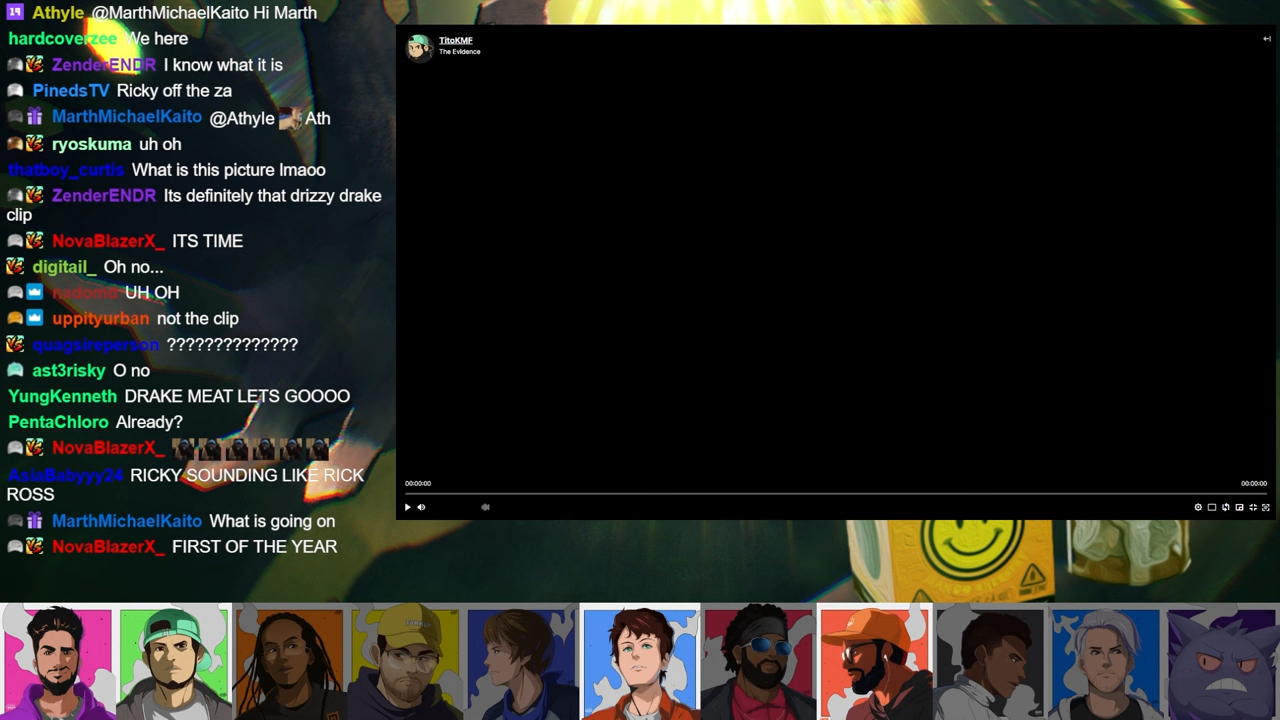 19 Athyle @MarthMichaelKaito Hi Marth
hardcoverzee We here
ZenderENDR I know what it is
PinedsTV Ricky off the za
MarthMichaelKaito @Athyle Ath
ryoskuma uh oh
thatboy_curtis What is this picture lmaoo
ZenderENDR Its definitely that drizzy drake
clip
NovaBlazerX_ ITS TIME
digitail_ Oh no...
UH OH
uppityurban not the clip
quagsireperson ??????????????
ast3risky O no
YungKenneth DRAKE MEAT LETS GOOOO
PentaChloro Already?
NovaBlazerX_
AsiaBabyyy24 RICKY SOUNDING LIKE RICK
ROSS
MarthMichaelKaito What is going on
NovaBlazerX_ FIRST OF THE YEAR
TitoKMF
The Evidence
00:00:00
00:00:00